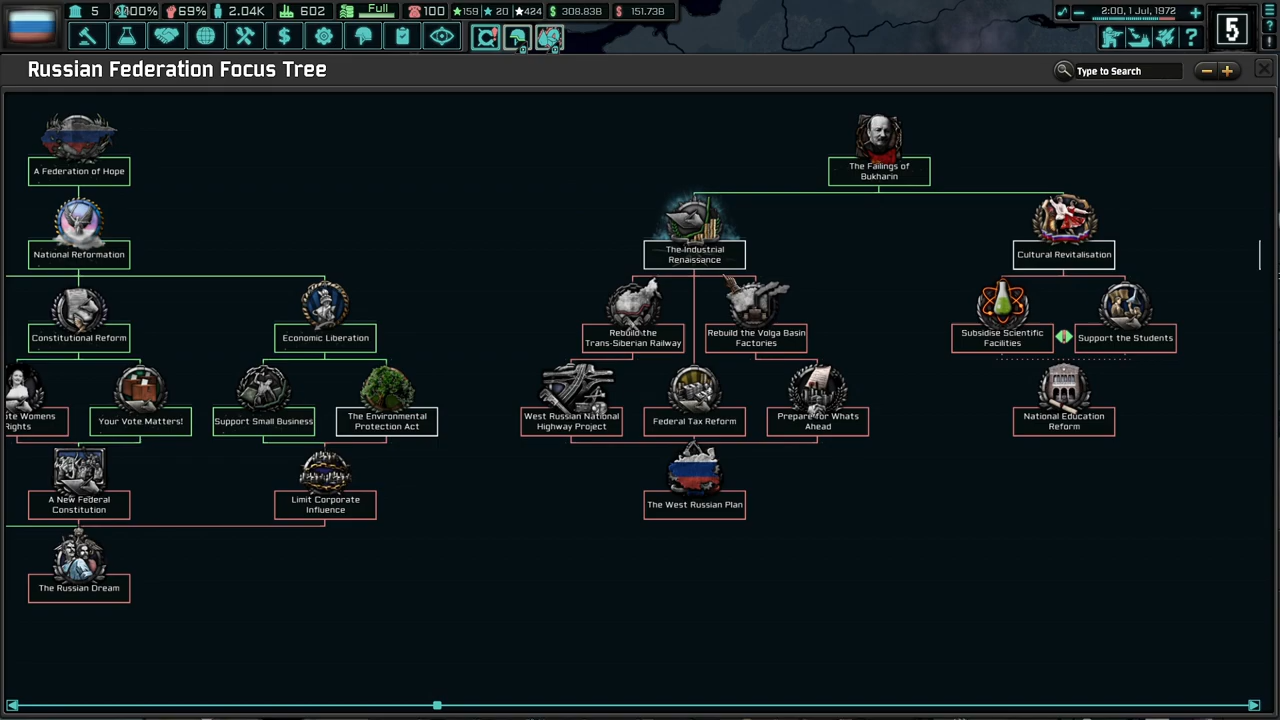 5
400%
69%
2.04K
602
Full
100
159
20
424
$ 308.83B
$ 151.73B
2:00, 1 Jul, 1972
5
Russian Federation Focus Tree
Type to Search
A Federation of Hope
The Failings of
Bukharin
National Reformation
The Industrial
Renaissance
Cultural Revitalisation
Constitutional Reform
Economic Liberation
Rebuild the
Trans-Siberian Railway
Rebuild the Volga Basin
Factories
Subsidise Scientific
Facilities
Support the Students
ote Womens
Rights
Your Vote Matters!
Support Small Business
The Environmental
Protection Act
West Russian National
Highway Project
Federal Tax Reform
Prepare for Whats
Ahead
National Education
Reform
A New Federal
Constitution
Limit Corporate
Influence
The West Russian Plan
The Russian Dream